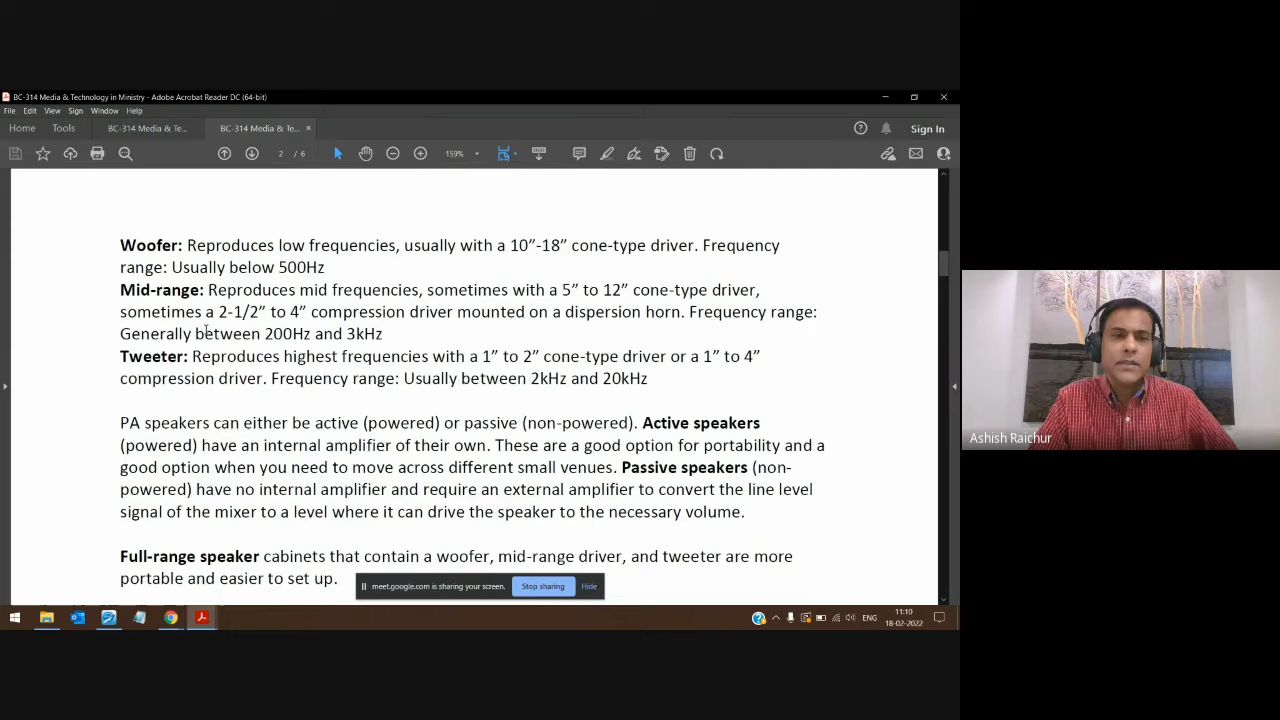 BC-314 Media & Technology in Ministry - Adobe Acrobat Reader DC (64-bit)
File Edit View Sign Window Help
Home Tools BC-314 Media & Te... BC-314 Media & Te... × Sign In
2 / 6 159%
Woofer: Reproduces low frequencies, usually with a 10”-18” cone-type driver. Frequency
range: Usually below 500Hz
Mid-range: Reproduces mid frequencies, sometimes with a 5” to 12” cone-type driver,
sometimes a 2-1/2” to 4” compression driver mounted on a dispersion horn. Frequency range:
Generally between 200Hz and 3kHz
Tweeter: Reproduces highest frequencies with a 1” to 2” cone-type driver or a 1” to 4”
compression driver. Frequency range: Usually between 2kHz and 20kHz
PA speakers can either be active (powered) or passive (non-powered). Active speakers
(powered) have an internal amplifier of their own. These are a good option for portability and a
good option when you need to move across different small venues. Passive speakers (non-
powered) have no internal amplifier and require an external amplifier to convert the line level
signal of the mixer to a level where it can drive the speaker to the necessary volume.
Full-range speaker cabinets that contain a woofer, mid-range driver, and tweeter are more
portable and easier to set up.
meet.google.com is sharing your screen. Stop sharing Hide
ENG
11:10
18-02-2022
Ashish Raichur